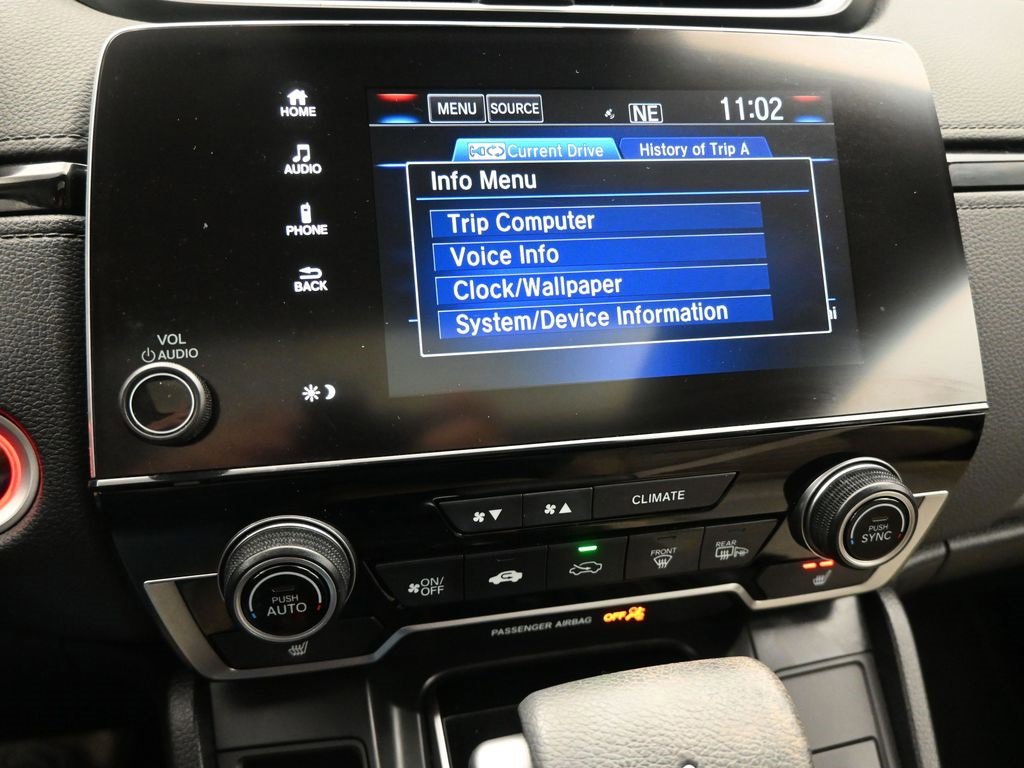 HOME
AUDIO
PHONE
BACK
VOL
AUDIO
MENU SOURCE NE 11:02
Current Drive History of Trip A
Info Menu
Trip Computer
Voice Info
Clock/Wallpaper
System/Device Information
CLIMATE
PUSH
AUTO
ON/
OFF
FRONT
REAR
PUSH
SYNC
PASSENGER AIRBAG OFF